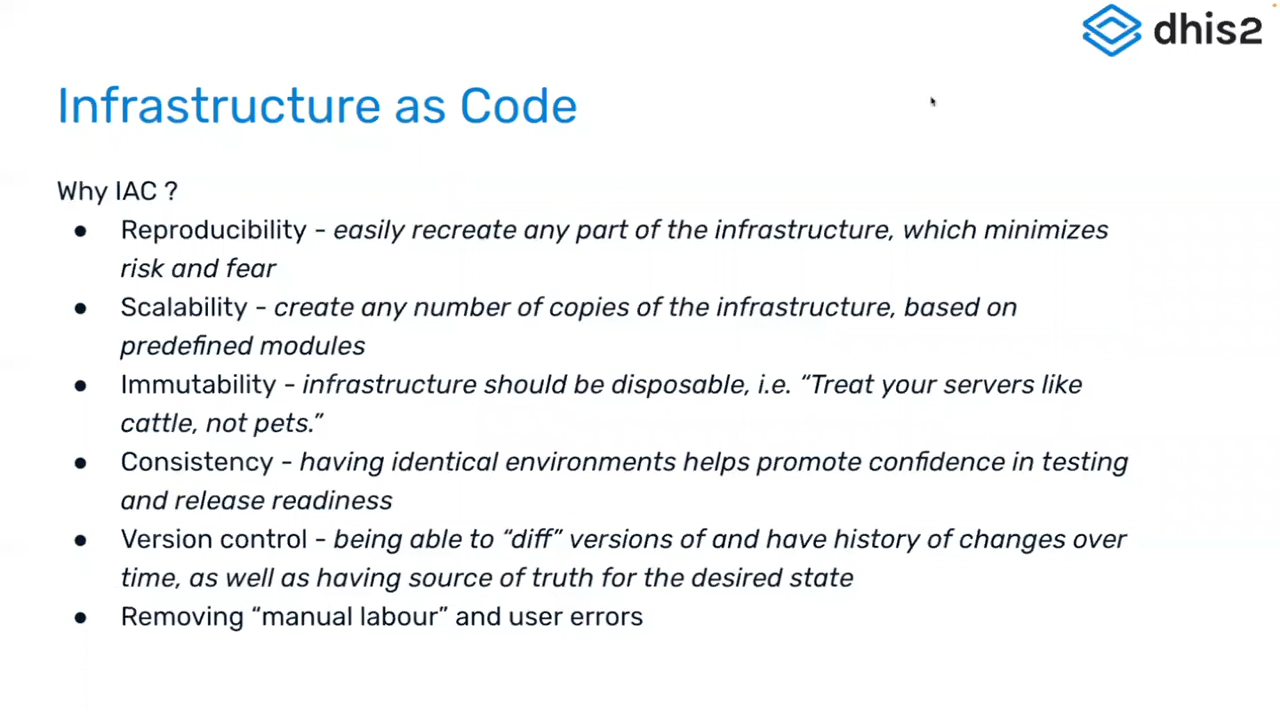 dhis2
Infrastructure as Code
Why IAC ?
● Reproducibility - easily recreate any part of the infrastructure, which minimizes
risk and fear
● Scalability - create any number of copies of the infrastructure, based on
predefined modules
● Immutability - infrastructure should be disposable, i.e. “Treat your servers like
cattle, not pets.”
● Consistency - having identical environments helps promote confidence in testing
and release readiness
● Version control - being able to “diff” versions of and have history of changes over
time, as well as having source of truth for the desired state
● Removing “manual labour” and user errors